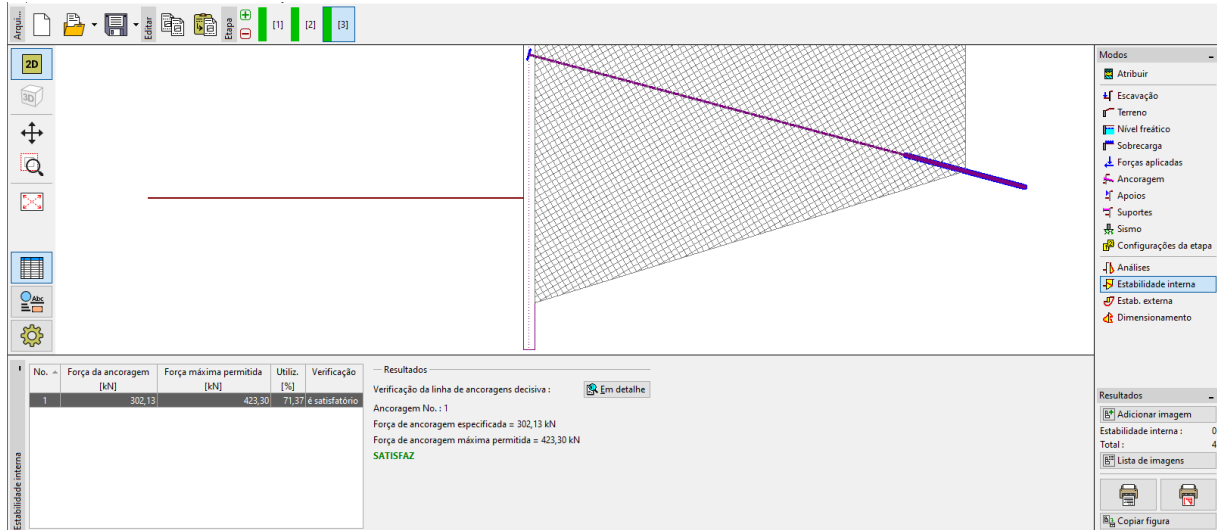 Arqui...
Editar
Etapa
[1] [2] [3]
2D
3D
Abc
Modos
Atribuir
Escavação
Terreno
Nível freático
Sobrecarga
Forças aplicadas
Ancoragem
Apoios
Suportes
Sismo
Configurações da etapa
Análises
Estabilidade interna
Estab. externa
Dimensionamento
Estabilidade interna
No. Força da ancoragem Força máxima permitida Utiliz. Verificação
[kN] [kN] [%]
1 302,13 423,30 71,37 é satisfatório
Resultados
Verificação da linha de ancoragens decisiva : Em detalhe
Ancoragem No. : 1
Força de ancoragem especificada = 302,13 kN
Força de ancoragem máxima permitida = 423,30 kN
SATISFAZ
Resultados
Adicionar imagem
Estabilidade interna : 0
Total : 4
Lista de imagens
Copiar figura